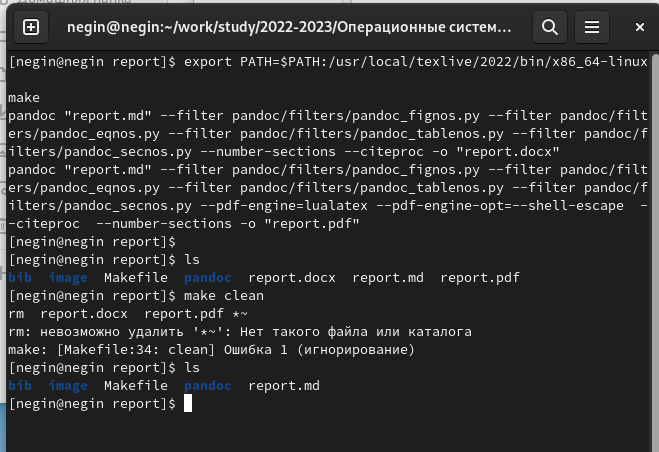 negin@negin:~/work/study/2022-2023/Операционные систем...
[negin@negin report]$ export PATH=$PATH:/usr/local/texlive/2022/bin/x86_64-linux
make
pandoc "report.md" --filter pandoc/filters/pandoc_fignos.py --filter pandoc/filt
ers/pandoc_eqnos.py --filter pandoc/filters/pandoc_tablenos.py --filter pandoc/f
ilters/pandoc_secnos.py --number-sections --citeproc -o "report.docx"
pandoc "report.md" --filter pandoc/filters/pandoc_fignos.py --filter pandoc/filt
ers/pandoc_eqnos.py --filter pandoc/filters/pandoc_tablenos.py --filter pandoc/f
ilters/pandoc_secnos.py --pdf-engine=lualatex --pdf-engine-opt=--shell-escape  -
-citeproc  --number-sections -o "report.pdf"
[negin@negin report]$
[negin@negin report]$ ls
bib  image  Makefile  pandoc  report.docx  report.md  report.pdf
[negin@negin report]$ make clean
rm  report.docx  report.pdf *~
rm: невозможно удалить '*~': Нет такого файла или каталога
make: [Makefile:34: clean] Ошибка 1 (игнорирование)
[negin@negin report]$ ls
bib  image  Makefile  pandoc  report.md
[negin@negin report]$